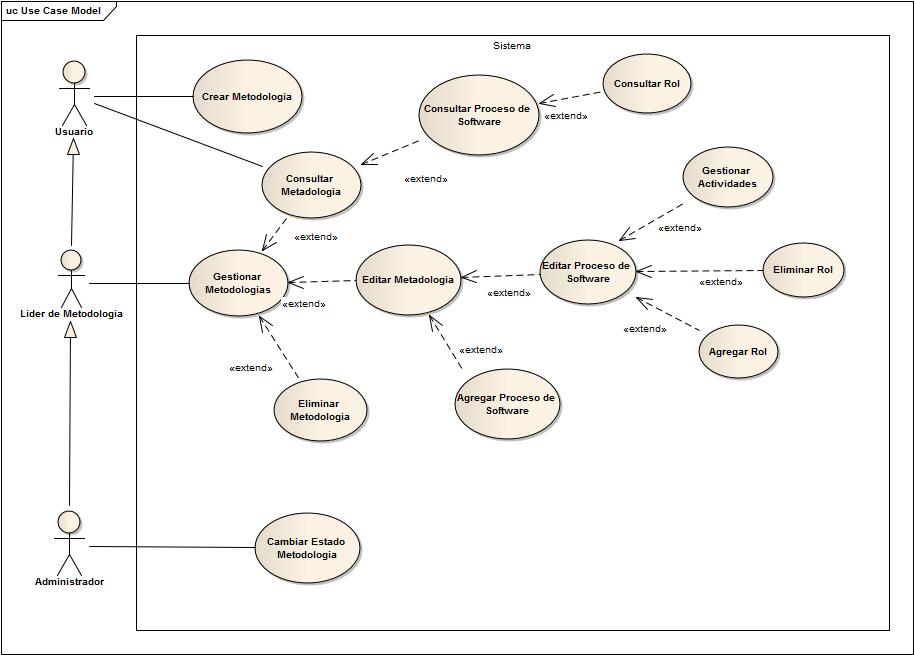 uc Use Case Model
Sistema
Usuario
Crear Metodologia
Consultar Proceso de
Software
Consultar Rol
«extend»
Consultar
Metadologia
«extend»
Gestionar
Actividades
«extend»
«extend»
Lider de Metodologia
Gestionar
Metodologias
«extend»
Editar Metadologia
«extend»
Editar Proceso de
Software
«extend»
Eliminar Rol
«extend»
Agregar Rol
«extend»
Eliminar
Metodologia
«extend»
Agregar Proceso de
Software
Administrador
Cambiar Estado
Metodologia